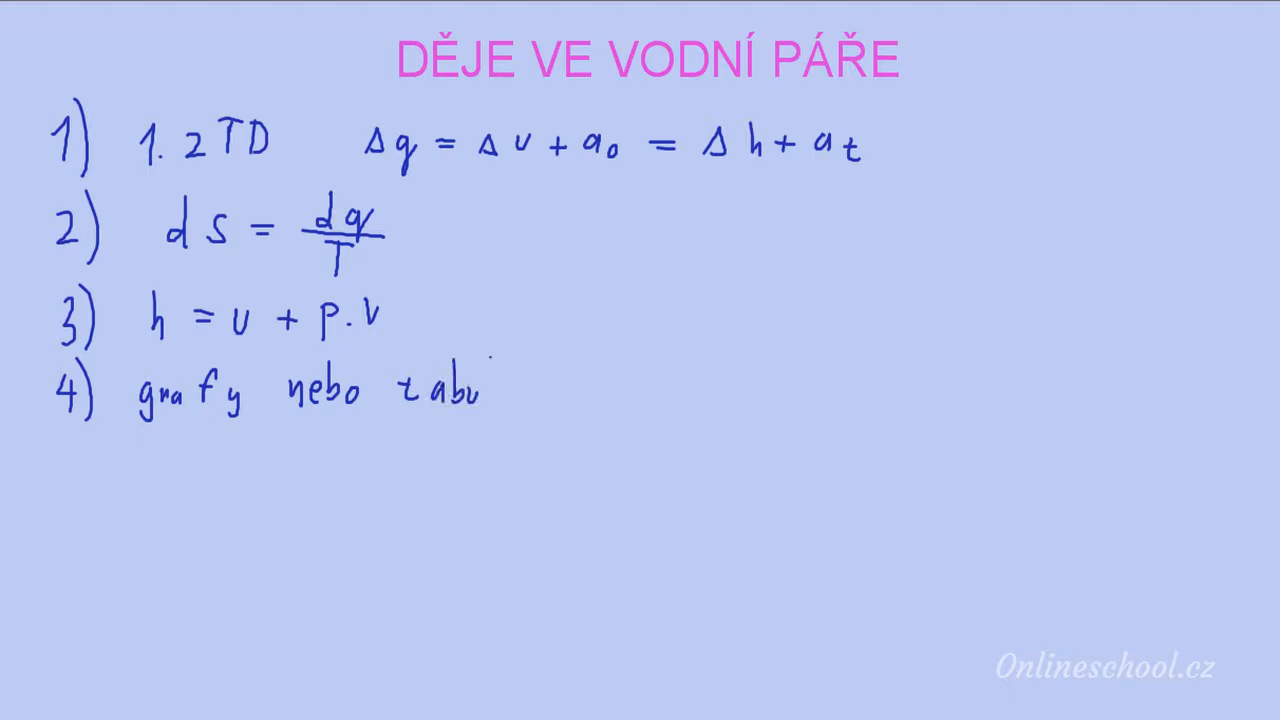 DĚJE VE VODNÍ PÁŘE
1) 1. z TD Δq = Δu + a₀ = Δh + aₜ
2) ds = dq/T
3) h = u + p.v
4) grafy nebo tabu
Onlineschool.cz